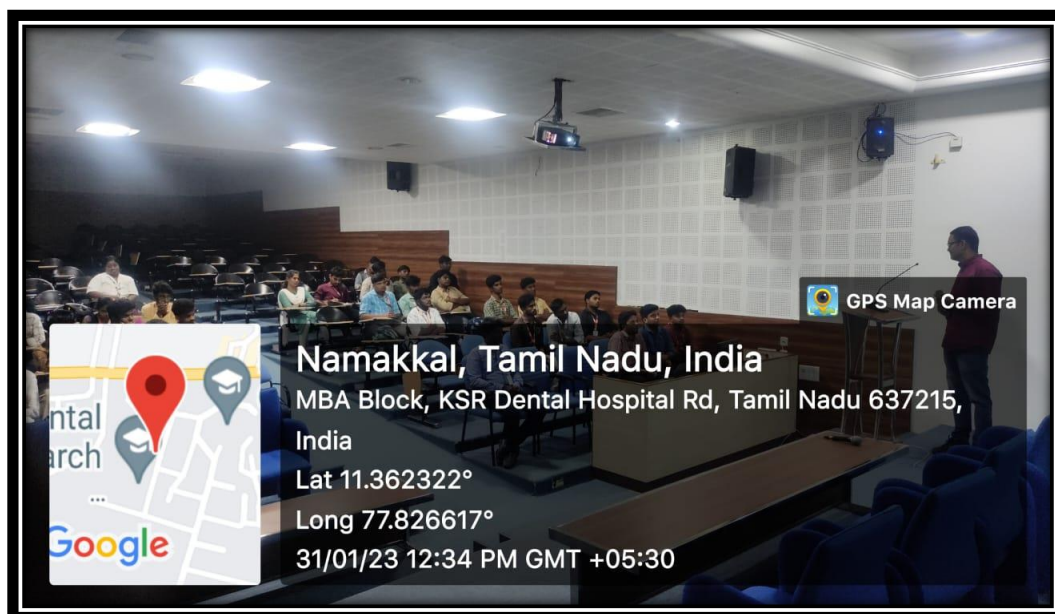 GPS Map Camera
Namakkal, Tamil Nadu, India
MBA Block, KSR Dental Hospital Rd, Tamil Nadu 637215,
India
Lat 11.362322°
Long 77.826617°
31/01/23 12:34 PM GMT +05:30
ntal
arch
...
Google